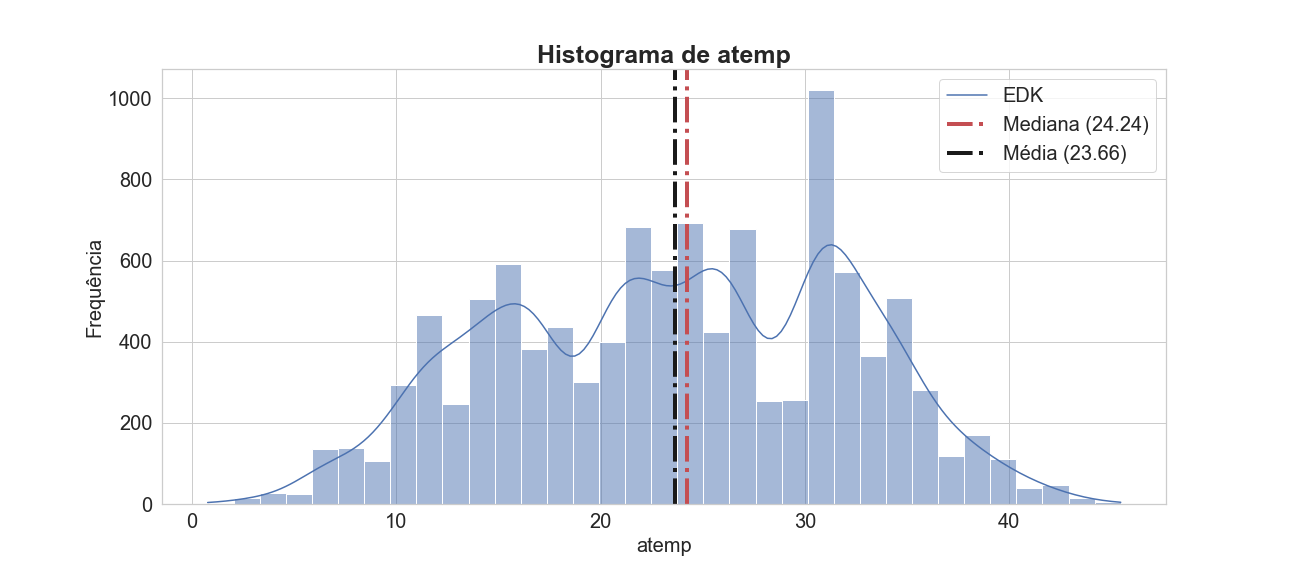 Histograma de atemp
EDK
Mediana (24.24)
Média (23.66)
Frequência
1000
800
600
400
200
0
0 10 20 30 40
atemp